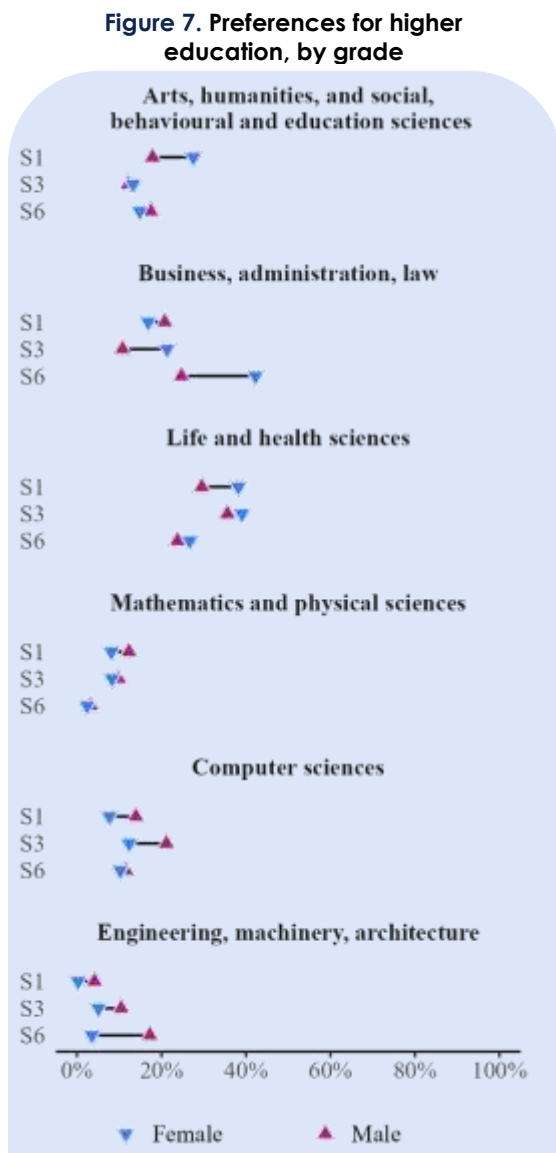 Figure 7. Preferences for higher
education, by grade
Arts, humanities, and social,
behavioural and education sciences
S1
S3
S6
Business, administration, law
S1
S3
S6
Life and health sciences
S1
S3
S6
Mathematics and physical sciences
S1
S3
S6
Computer sciences
S1
S3
S6
Engineering, machinery, architecture
S1
S3
S6
0% 20% 40% 60% 80% 100%
Female Male